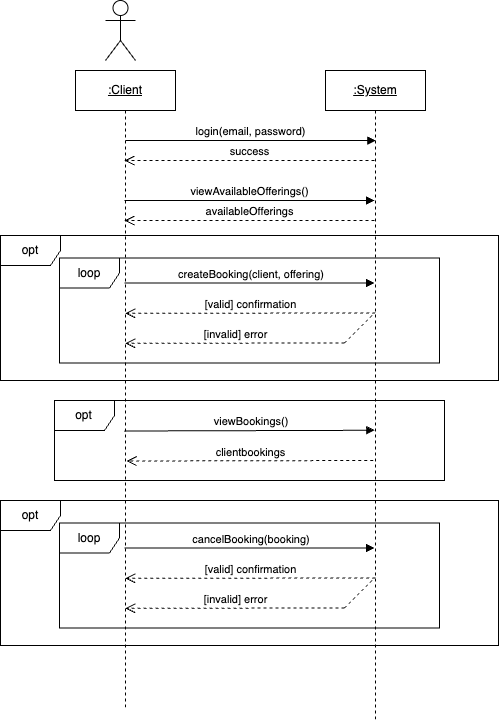 :Client
:System
login(email, password)
success
viewAvailableOfferings()
availableOfferings
opt
loop
createBooking(client, offering)
[valid] confirmation
[invalid] error
opt
viewBookings()
clientbookings
opt
loop
cancelBooking(booking)
[valid] confirmation
[invalid] error